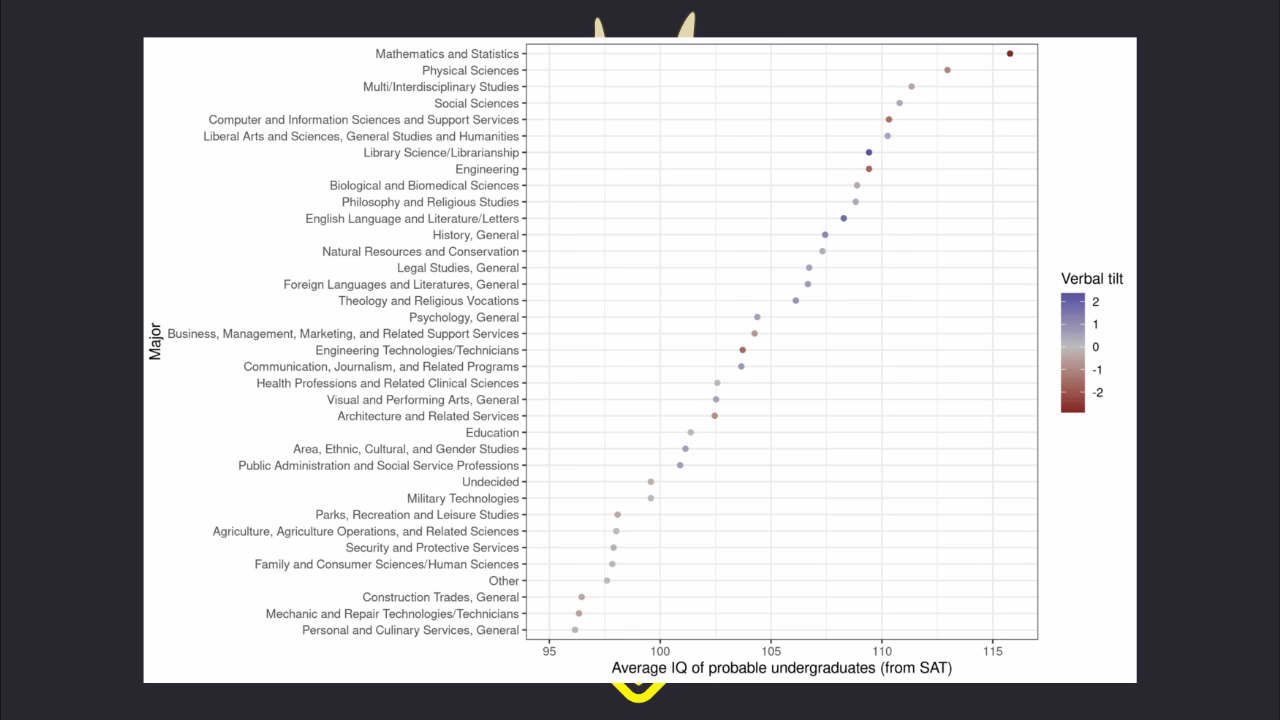 Mathematics and Statistics
Physical Sciences
Multi/Interdisciplinary Studies
Social Sciences
Computer and Information Sciences and Support Services
Liberal Arts and Sciences, General Studies and Humanities
Library Science/Librarianship
Engineering
Biological and Biomedical Sciences
Philosophy and Religious Studies
English Language and Literature/Letters
History, General
Natural Resources and Conservation
Legal Studies, General
Foreign Languages and Literatures, General
Theology and Religious Vocations
Psychology, General
Business, Management, Marketing, and Related Support Services
Engineering Technologies/Technicians
Communication, Journalism, and Related Programs
Health Professions and Related Clinical Sciences
Visual and Performing Arts, General
Architecture and Related Services
Education
Area, Ethnic, Cultural, and Gender Studies
Public Administration and Social Service Professions
Undecided
Military Technologies
Parks, Recreation and Leisure Studies
Agriculture, Agriculture Operations, and Related Sciences
Security and Protective Services
Family and Consumer Sciences/Human Sciences
Other
Construction Trades, General
Mechanic and Repair Technologies/Technicians
Personal and Culinary Services, General
Major
95 100 105 110 115
Average IQ of probable undergraduates (from SAT)
Verbal tilt
2
1
0
-1
-2